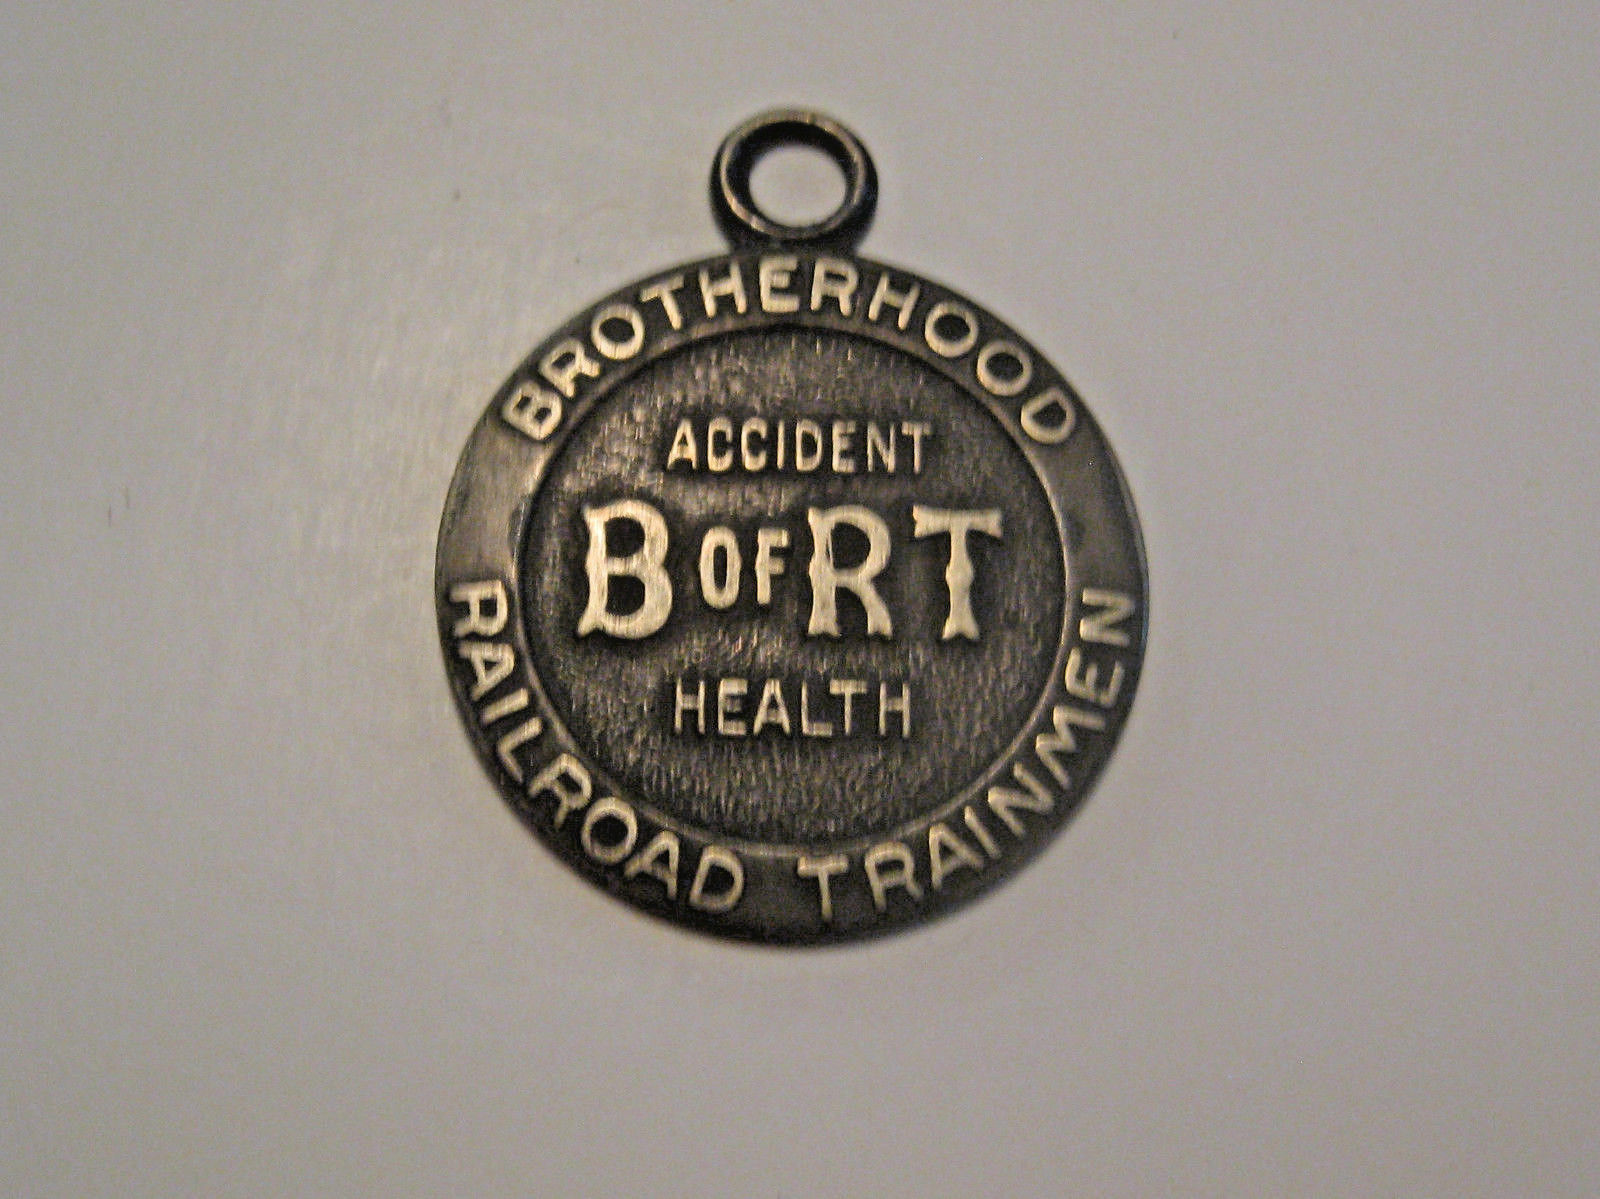 BROTHERHOOD
ACCIDENT
B OF RT
HEALTH
RAILROAD TRAINMEN